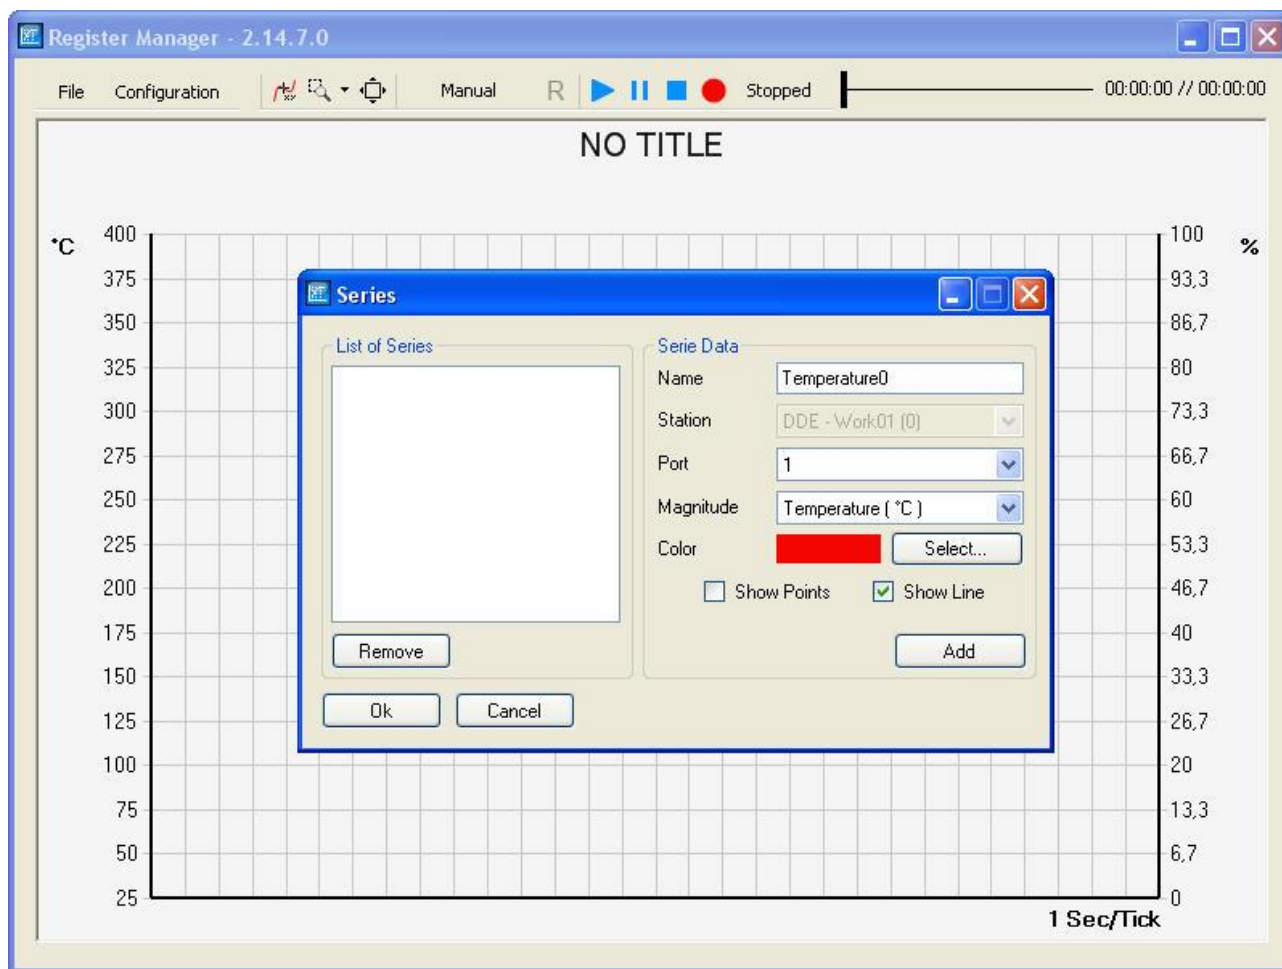 Register Manager - 2.14.7.0
File Configuration Manual R Stopped 00:00:00 // 00:00:00
NO TITLE
°C 400 100 %
375 93,3
350 86,7
325 80
300 73,3
275 66,7
250 60
225 53,3
200 46,7
175 40
150 33,3
125 26,7
100 20
75 13,3
50 6,7
25 0
1 Sec/Tick
Series
List of Series
Remove
Ok Cancel
Serie Data
Name Temperature0
Station DDE - Work01 (0)
Port 1
Magnitude Temperature ( °C )
Color Select...
Show Points Show Line
Add